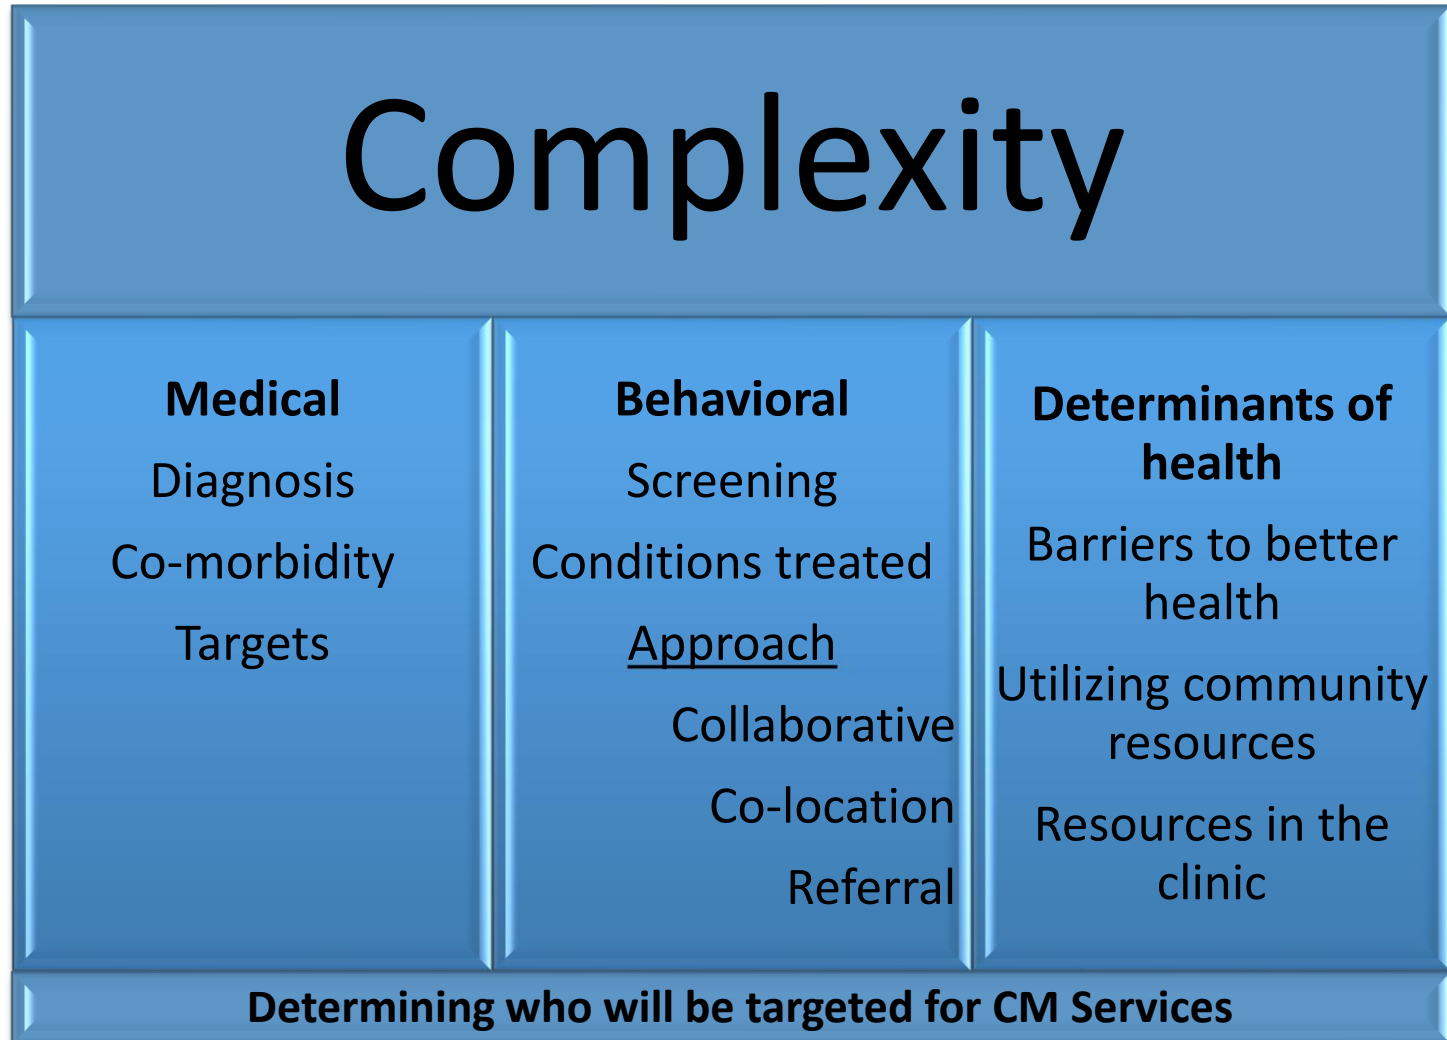 Complexity
Medical
Diagnosis
Co-morbidity
Targets
Behavioral
Screening
Conditions treated
Approach
Collaborative
Co-location
Referral
Determinants of
health
Barriers to better
health
Utilizing community
resources
Resources in the
clinic
Determining who will be targeted for CM Services